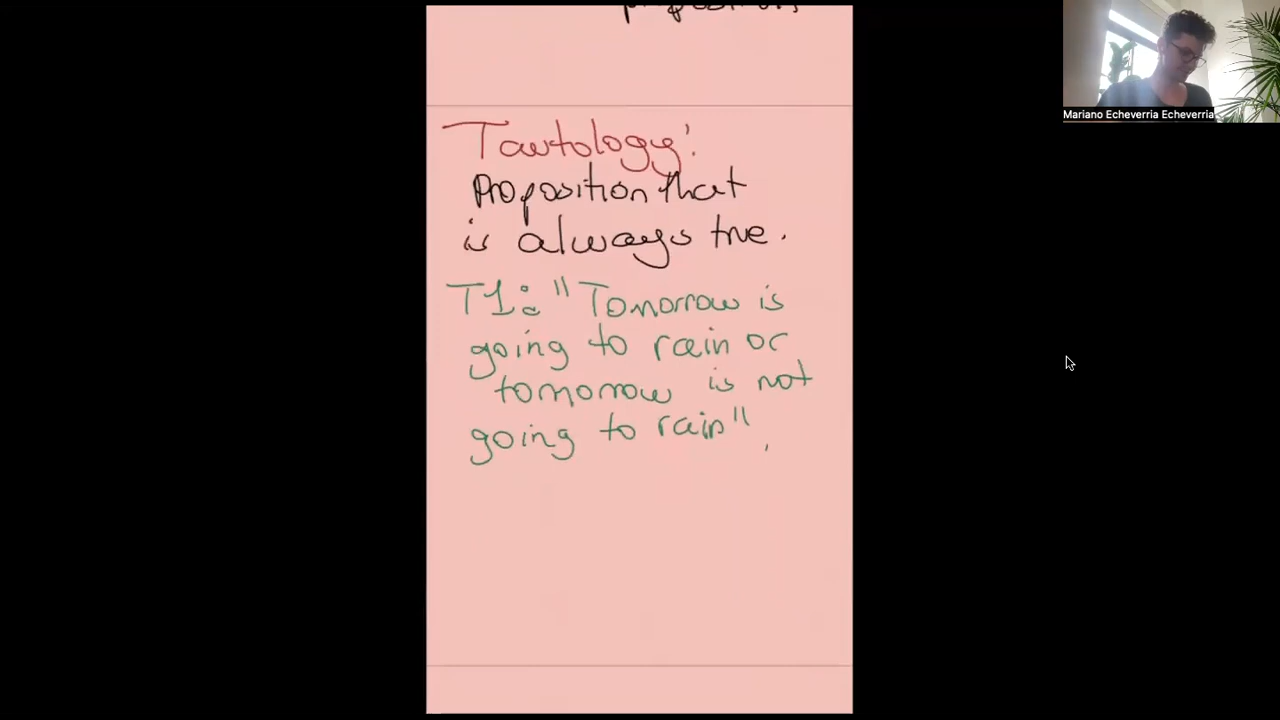 Mariano Echeverria Echeverria
Tautology:
Proposition that
is always true.
T1: "Tomorrow is
going to rain or
tomorrow is not
going to rain"